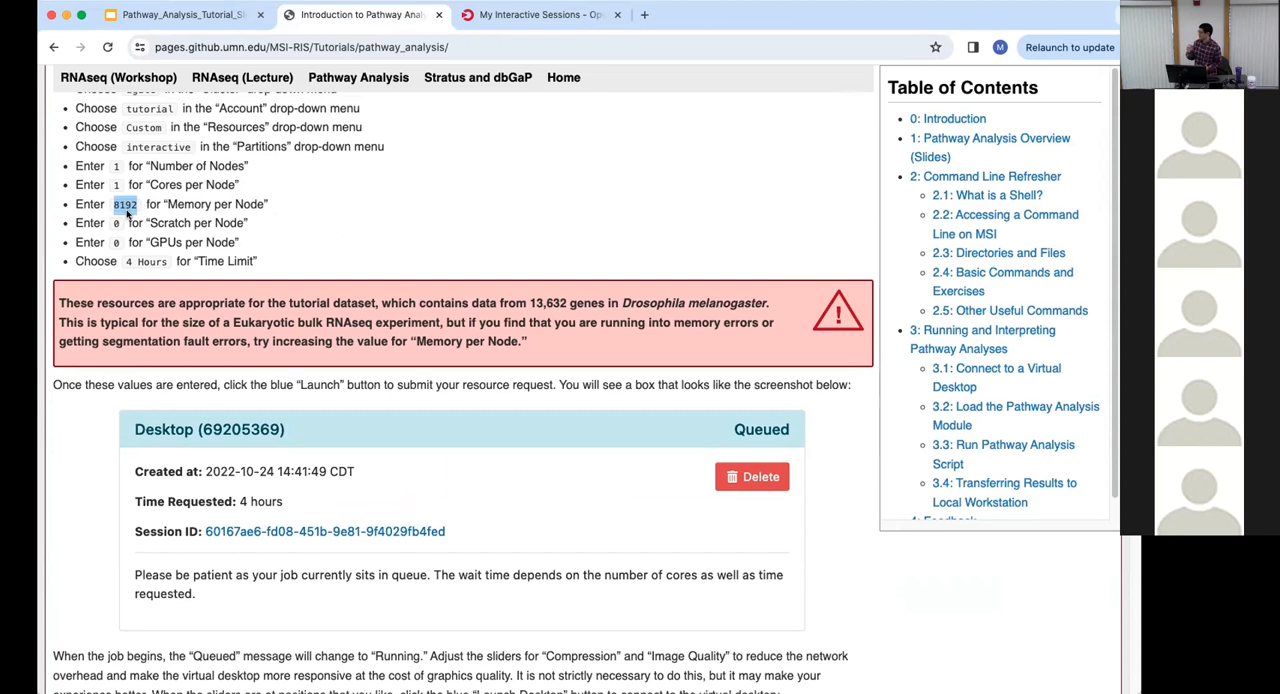 Pathway_Analysis_Tutorial_Sl
Introduction to Pathway Anal
My Interactive Sessions - Op
pages.github.umn.edu/MSI-RIS/Tutorials/pathway_analysis/
M
Relaunch to update
RNAseq (Workshop) RNAseq (Lecture) Pathway Analysis Stratus and dbGaP Home
Choose tutorial in the “Account” drop-down menu
Choose Custom in the “Resources” drop-down menu
Choose interactive in the “Partitions” drop-down menu
Enter 1 for “Number of Nodes”
Enter 1 for “Cores per Node”
Enter 8192 for “Memory per Node”
Enter 0 for “Scratch per Node”
Enter 0 for “GPUs per Node”
Choose 4 Hours for “Time Limit”
These resources are appropriate for the tutorial dataset, which contains data from 13,632 genes in Drosophila melanogaster.
This is typical for the size of a Eukaryotic bulk RNAseq experiment, but if you find that you are running into memory errors or
getting segmentation fault errors, try increasing the value for “Memory per Node.”
Once these values are entered, click the blue “Launch” button to submit your resource request. You will see a box that looks like the screenshot below:
Desktop (69205369) Queued
Created at: 2022-10-24 14:41:49 CDT
Delete
Time Requested: 4 hours
Session ID: 60167ae6-fd08-451b-9e81-9f4029fb4fed
Please be patient as your job currently sits in queue. The wait time depends on the number of cores as well as time
requested.
When the job begins, the “Queued” message will change to “Running.” Adjust the sliders for “Compression” and “Image Quality” to reduce the network
overhead and make the virtual desktop more responsive at the cost of graphics quality. It is not strictly necessary to do this, but it may make your
Table of Contents
0: Introduction
1: Pathway Analysis Overview
(Slides)
2: Command Line Refresher
2.1: What is a Shell?
2.2: Accessing a Command
Line on MSI
2.3: Directories and Files
2.4: Basic Commands and
Exercises
2.5: Other Useful Commands
3: Running and Interpreting
Pathway Analyses
3.1: Connect to a Virtual
Desktop
3.2: Load the Pathway Analysis
Module
3.3: Run Pathway Analysis
Script
3.4: Transferring Results to
Local Workstation